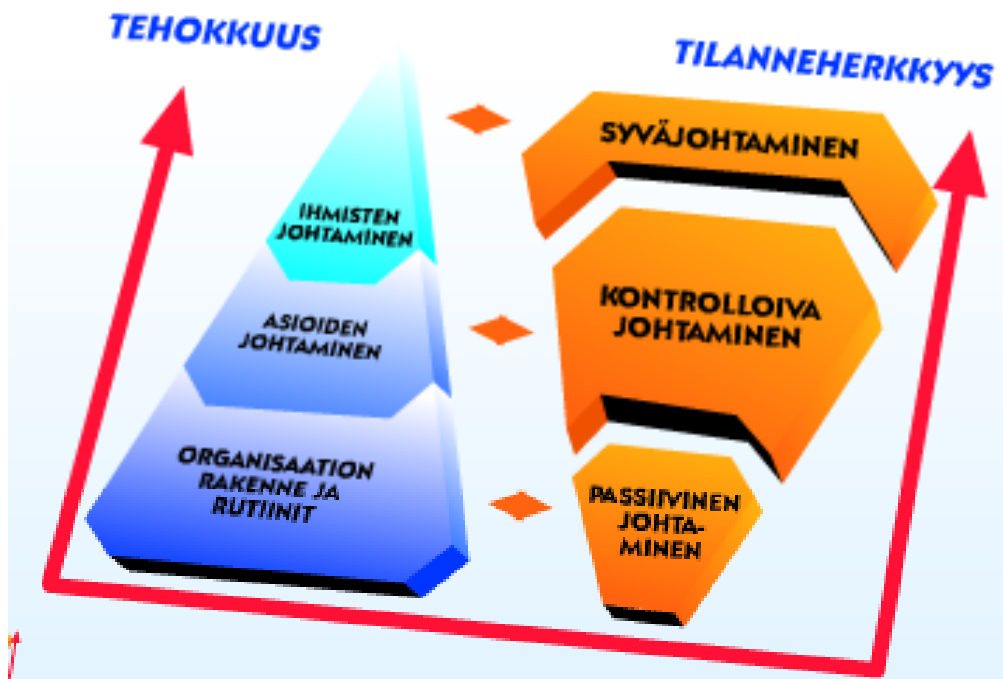 TEHOKKUUS
TILANNEHERKKYYS
IHMISTEN
JOHTAMINEN
ASIOIDEN
JOHTAMINEN
ORGANISAATION
RAKENNE JA
RUTIINIT
SYVÄJOHTAMINEN
KONTROLLOIVA
JOHTAMINEN
PASSIIVINEN
JOHTA-
MINEN